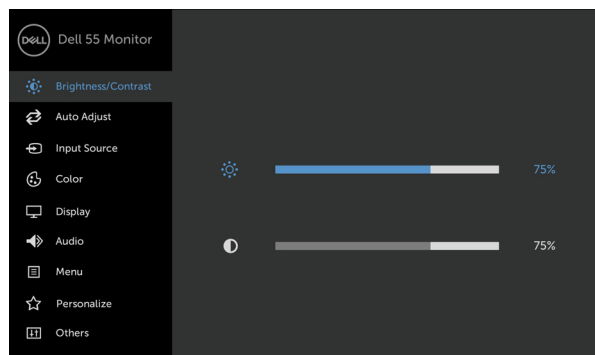 DELL Dell 55 Monitor
Brightness/Contrast
Auto Adjust
Input Source
Color
Display
Audio
Menu
Personalize
Others
75%
75%